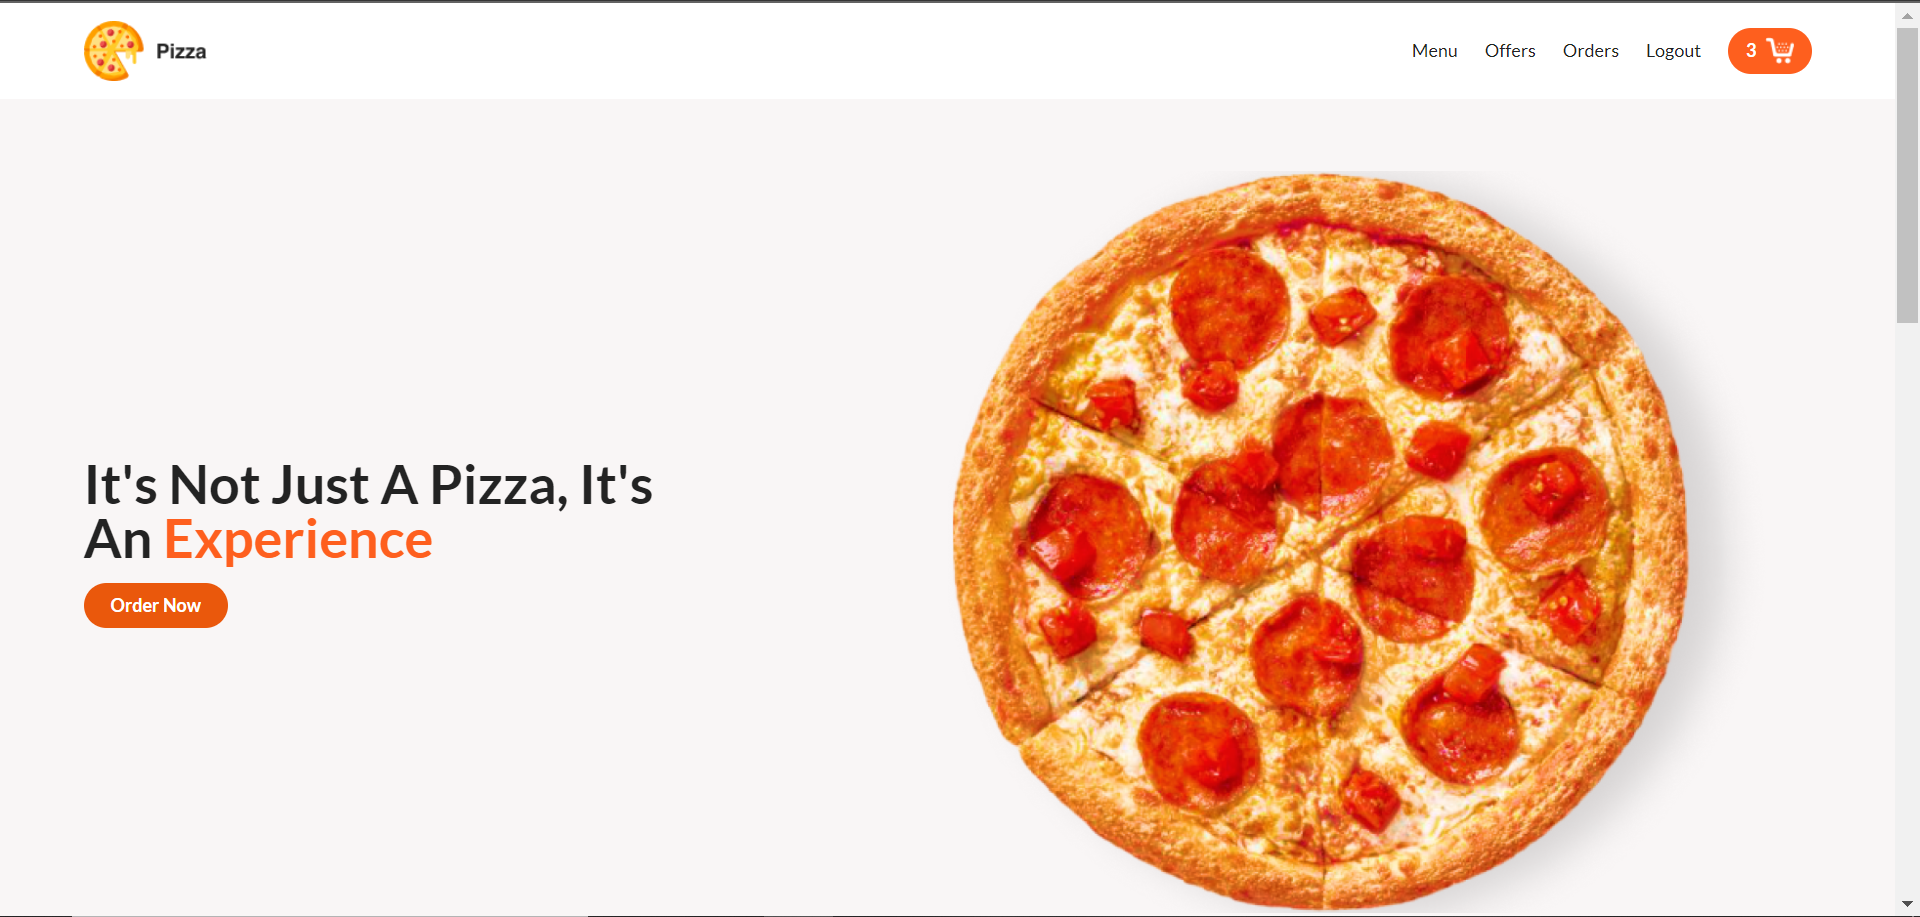 Pizza
Menu Offers Orders Logout 3
It's Not Just A Pizza, It's
An Experience
Order Now